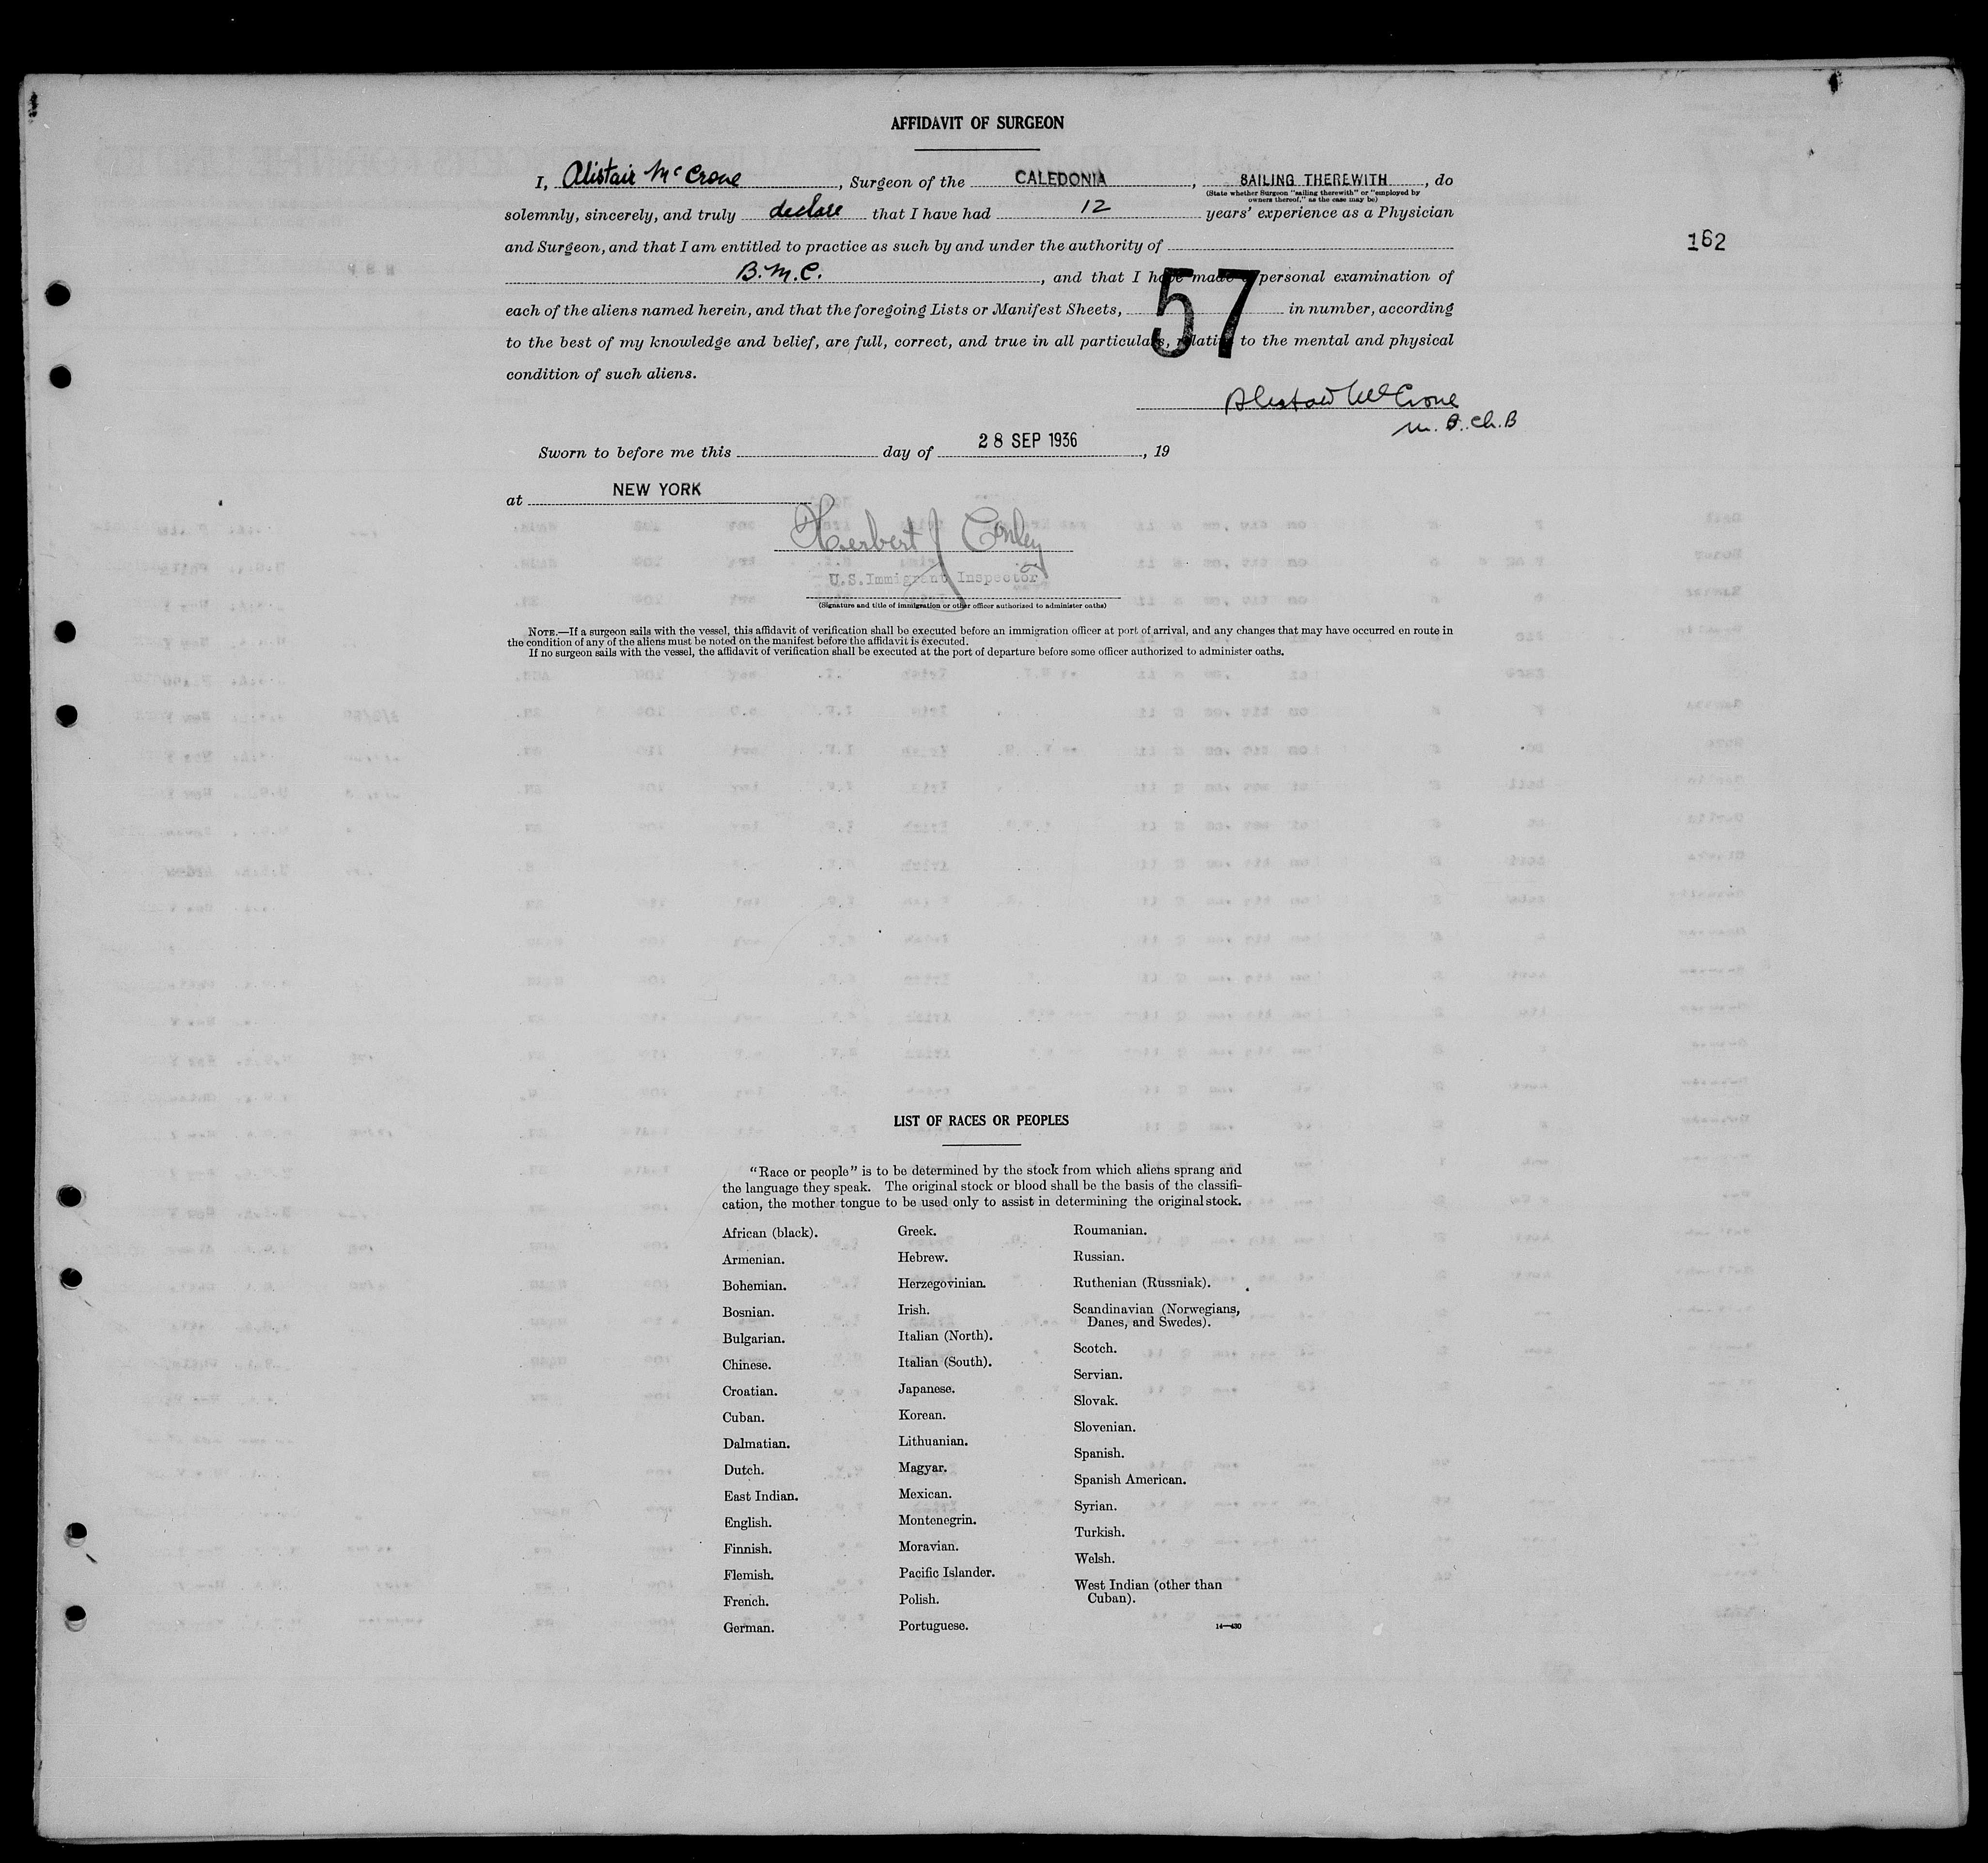 AFFIDAVIT OF SURGEON
I, Alistair McCrone, Surgeon of the CALEDONIA, SAILING THEREWITH, do
(State whether Surgeon "sailing therewith" or "employed by
owners thereof," as the case may be)
solemnly, sincerely, and truly declare that I have had 12 years' experience as a Physician
and Surgeon, and that I am entitled to practice as such by and under the authority of
162
B.M.C., and that I have made a personal examination of
each of the aliens named herein, and that the foregoing Lists or Manifest Sheets, 57 in number, according
to the best of my knowledge and belief, are full, correct, and true in all particulars, relative to the mental and physical
condition of such aliens.
Alistair McCrone
M.B. Ch.B
Sworn to before me this day of 28 SEP 1936, 19
at NEW YORK
Herbert J Conley
U.S. Immigrant Inspector
(Signature and title of immigration or other officer authorized to administer oaths)
NOTE.—If a surgeon sails with the vessel, this affidavit of verification shall be executed before an immigration officer at port of arrival, and any changes that may have occurred en route in
the condition of any of the aliens must be noted on the manifest before the affidavit is executed.
If no surgeon sails with the vessel, the affidavit of verification shall be executed at the port of departure before some officer authorized to administer oaths.
LIST OF RACES OR PEOPLES
"Race or people" is to be determined by the stock from which aliens sprang and
the language they speak. The original stock or blood shall be the basis of the classifi-
cation, the mother tongue to be used only to assist in determining the original stock.
African (black).
Armenian.
Bohemian.
Bosnian.
Bulgarian.
Chinese.
Croatian.
Cuban.
Dalmatian.
Dutch.
East Indian.
English.
Finnish.
Flemish.
French.
German.
Greek.
Hebrew.
Herzegovinian.
Irish.
Italian (North).
Italian (South).
Japanese.
Korean.
Lithuanian.
Magyar.
Mexican.
Montenegrin.
Moravian.
Pacific Islander.
Polish.
Portuguese.
Roumanian.
Russian.
Ruthenian (Russniak).
Scandinavian (Norwegians,
Danes, and Swedes).
Scotch.
Servian.
Slovak.
Slovenian.
Spanish.
Spanish American.
Syrian.
Turkish.
Welsh.
West Indian (other than
Cuban).
14—430